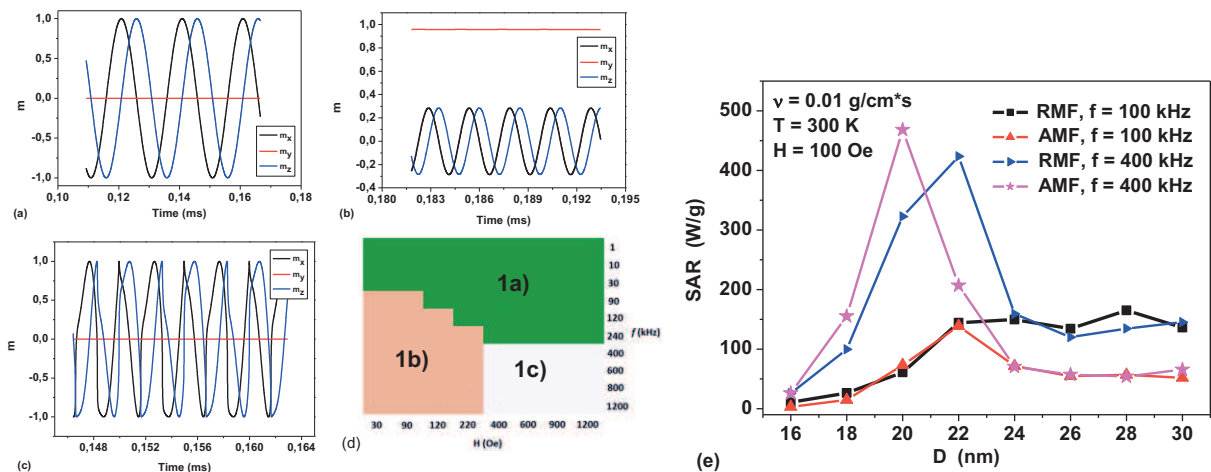 1,0
0,5
0,0
-0,5
-1,0
m
0,10 0,12 0,14 0,16 0,18
Time (ms)
m_x
m_y
m_z
(a)
1,0
0,8
0,6
0,4
0,2
0,0
-0,2
-0,4
m
0,180 0,183 0,186 0,189 0,192 0,195
Time (ms)
m_x
m_y
m_z
(b)
1,0
0,5
0,0
-0,5
-1,0
m
0,148 0,152 0,156 0,160 0,164
Time (ms)
m_x
m_y
m_z
(c)
1a)
1b)
1c)
1
10
30
90
120
240
400
600
800
1200
f (kHz)
30 90 120 220 400 600 900 1200
H (Oe)
(d)
ν = 0.01 g/cm*s
T = 300 K
H = 100 Oe
RMF, f = 100 kHz
AMF, f = 100 kHz
RMF, f = 400 kHz
AMF, f = 400 kHz
500
400
300
200
100
0
SAR (W/g)
16 18 20 22 24 26 28 30
D (nm)
(e)